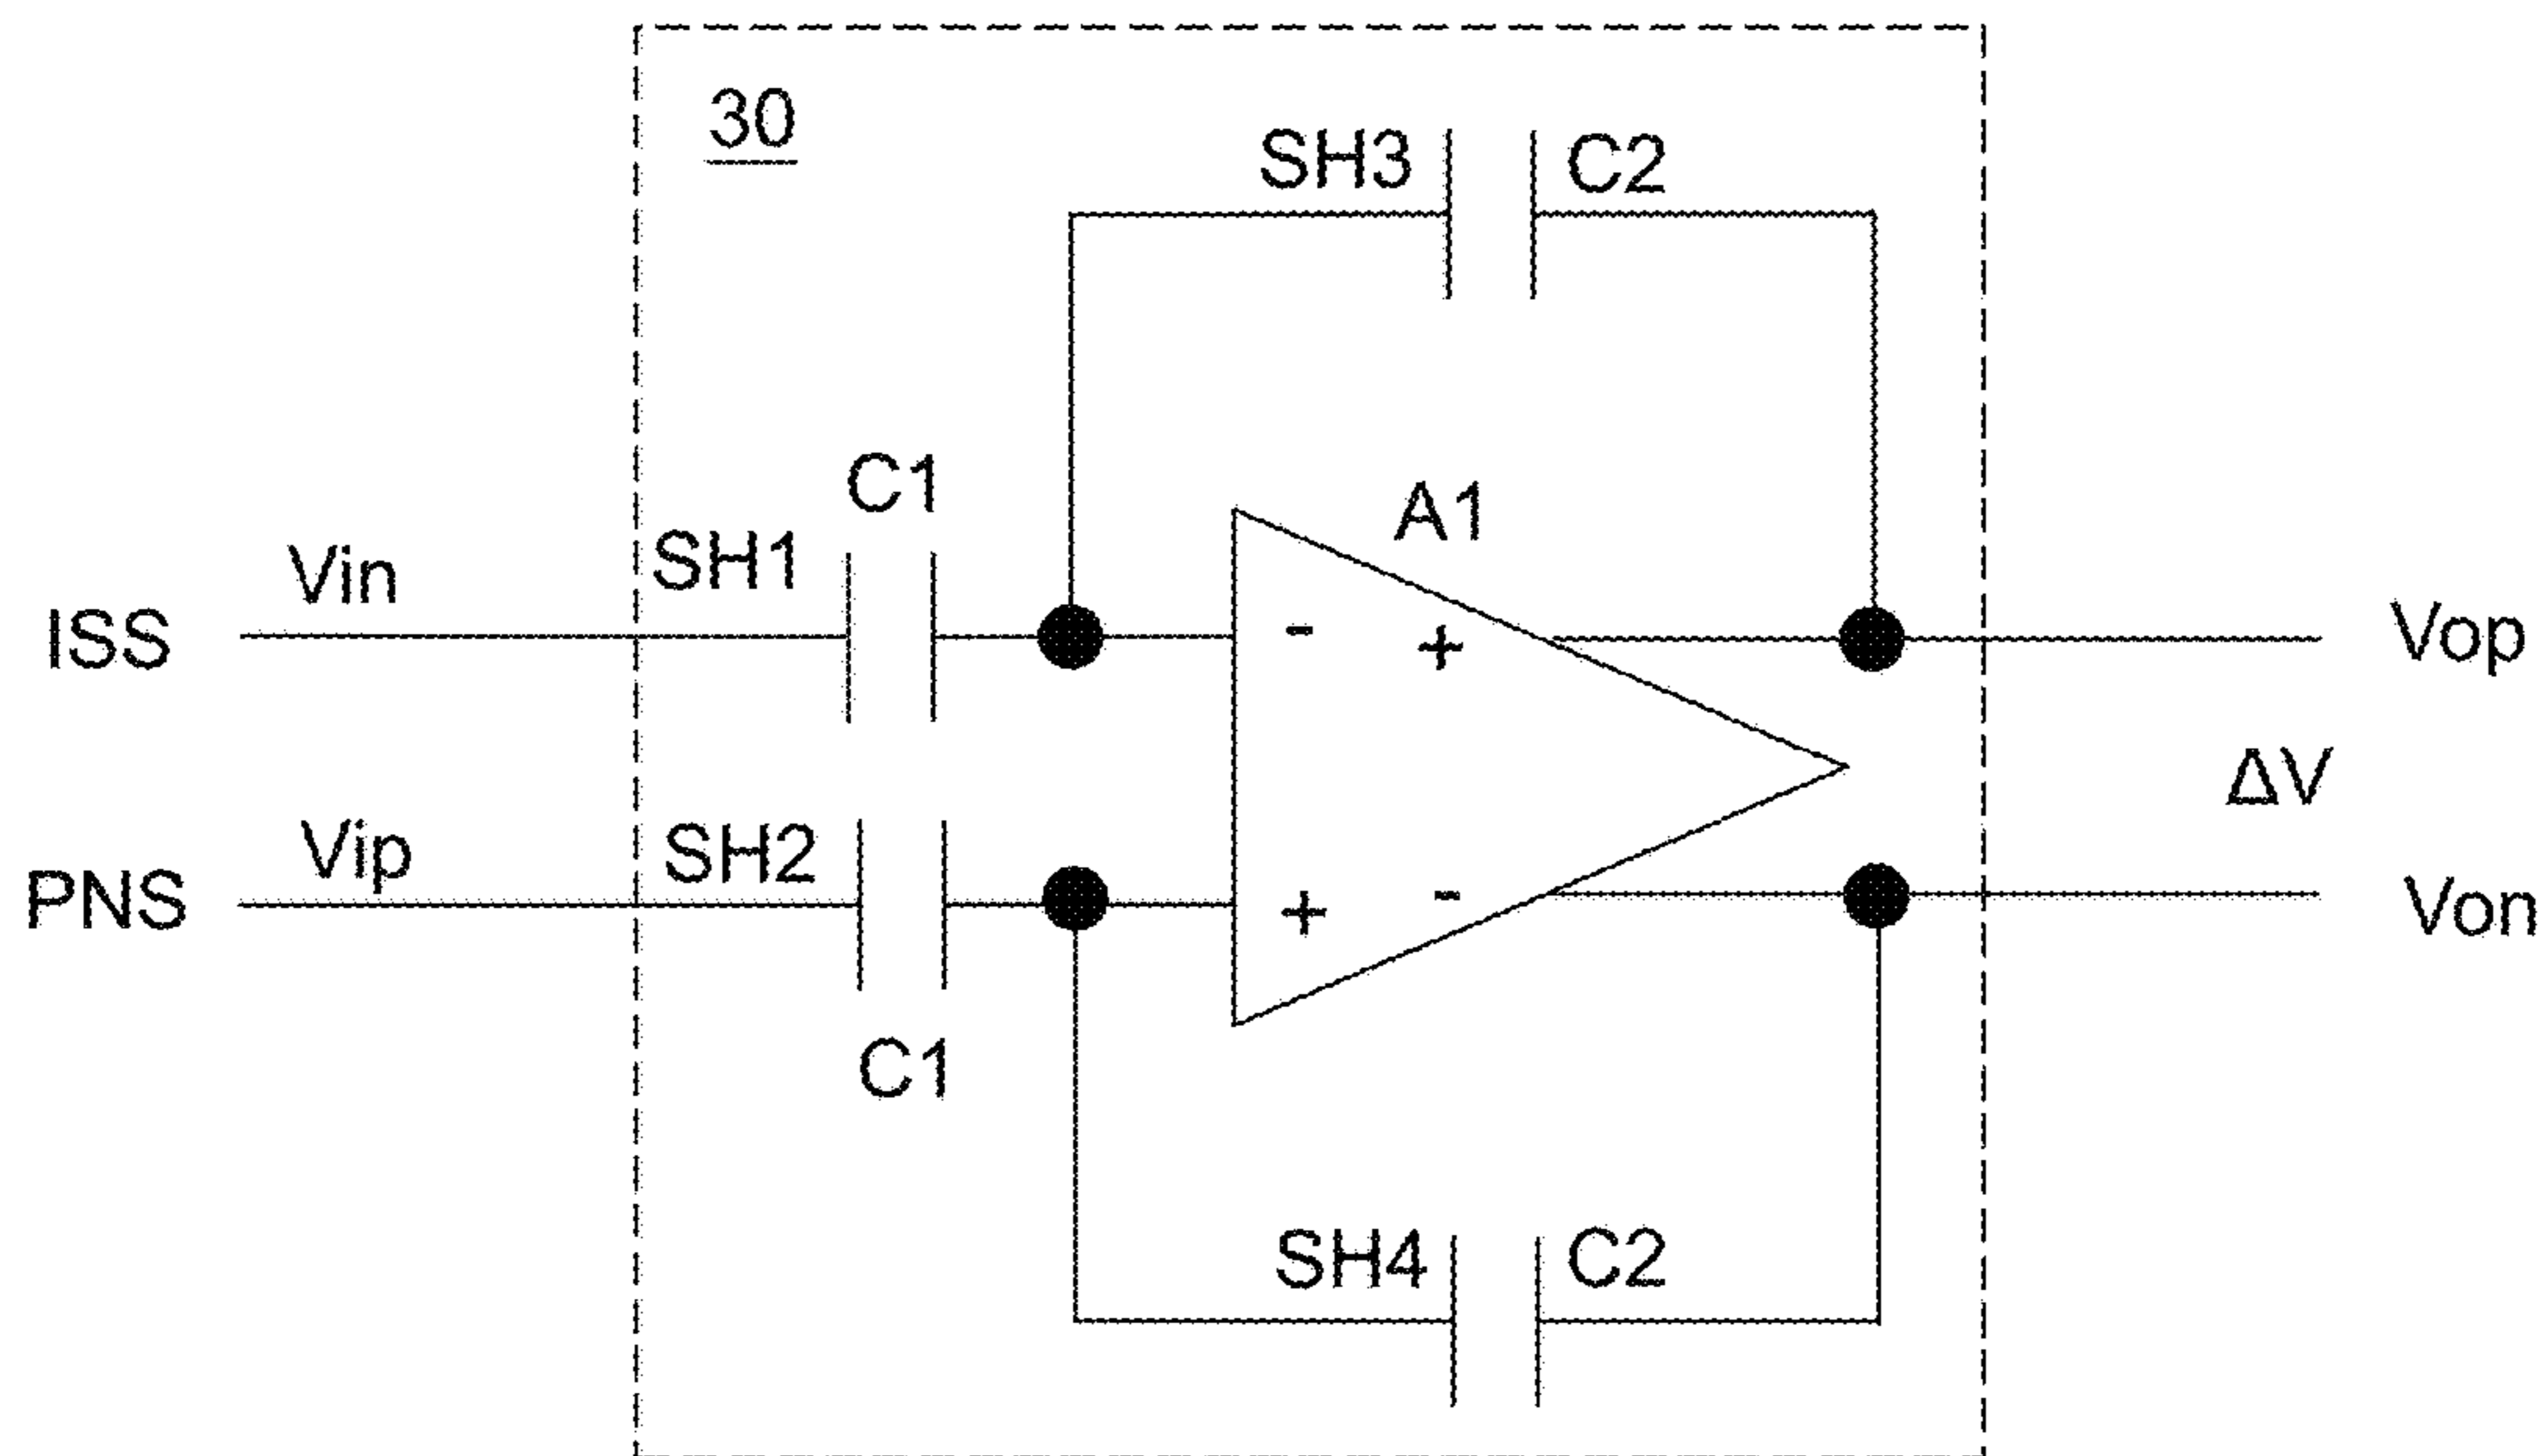 30
SH3 C2
C1
A1
Vin SH1
ISS - + Vop
ΔV
Vip SH2
PNS + - Von
C1
SH4 C2